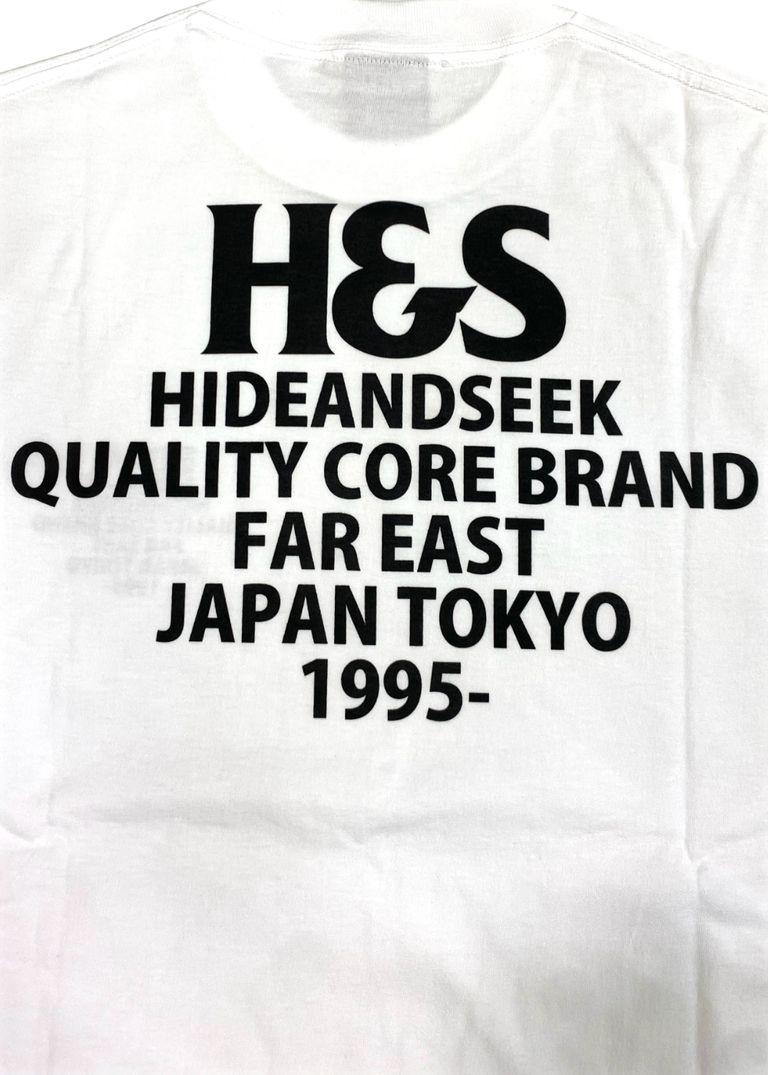 H&S
HIDEANDSEEK
QUALITY CORE BRAND
FAR EAST
JAPAN TOKYO
1995-